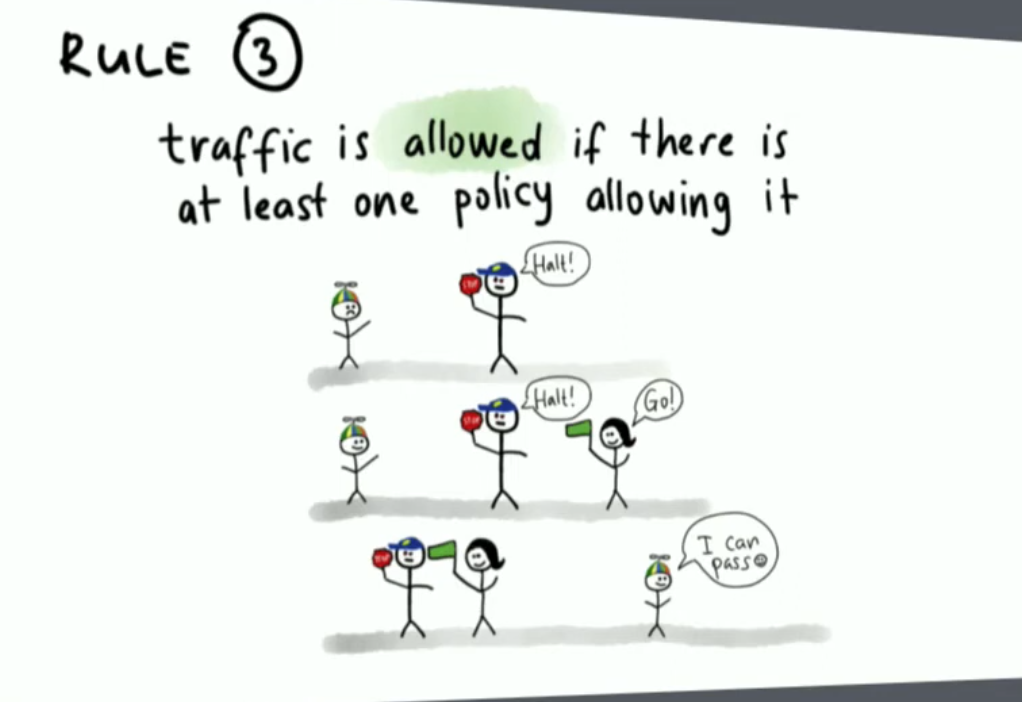 RULE 3
traffic is allowed if there is
at least one policy allowing it
STOP
Halt!
STOP
Halt!
Go!
STOP
I can
pass☺